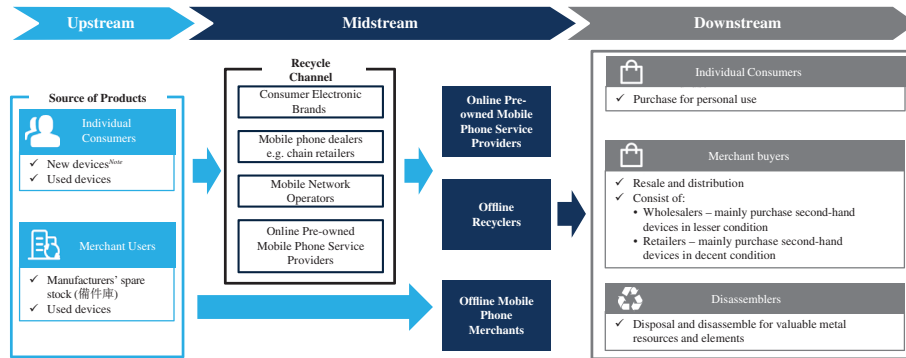 Upstream
Midstream
Downstream
Source of Products
Individual
Consumers
✓ New devicesNote
✓ Used devices
Merchant Users
✓ Manufacturers' spare
stock (備件庫)
✓ Used devices
Recycle
Channel
Consumer Electronic
Brands
Mobile phone dealers
e.g. chain retailers
Mobile Network
Operators
Online Pre-owned
Mobile Phone Service
Providers
Online Pre-
owned Mobile
Phone Service
Providers
Offline
Recyclers
Offline Mobile
Phone
Merchants
Individual Consumers
✓ Purchase for personal use
Merchant buyers
✓ Resale and distribution
✓ Consist of:
• Wholesalers – mainly purchase second-hand
devices in lesser condition
• Retailers – mainly purchase second-hand
devices in decent condition
Disassemblers
✓ Disposal and disassemble for valuable metal
resources and elements